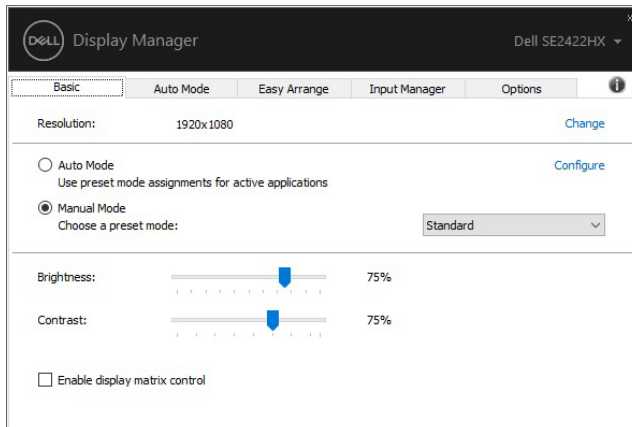 DELL Display Manager Dell SE2422HX
Basic Auto Mode Easy Arrange Input Manager Options
Resolution: 1920x1080 Change
Auto Mode Configure
Use preset mode assignments for active applications
Manual Mode
Choose a preset mode: Standard
Brightness: 75%
Contrast: 75%
Enable display matrix control